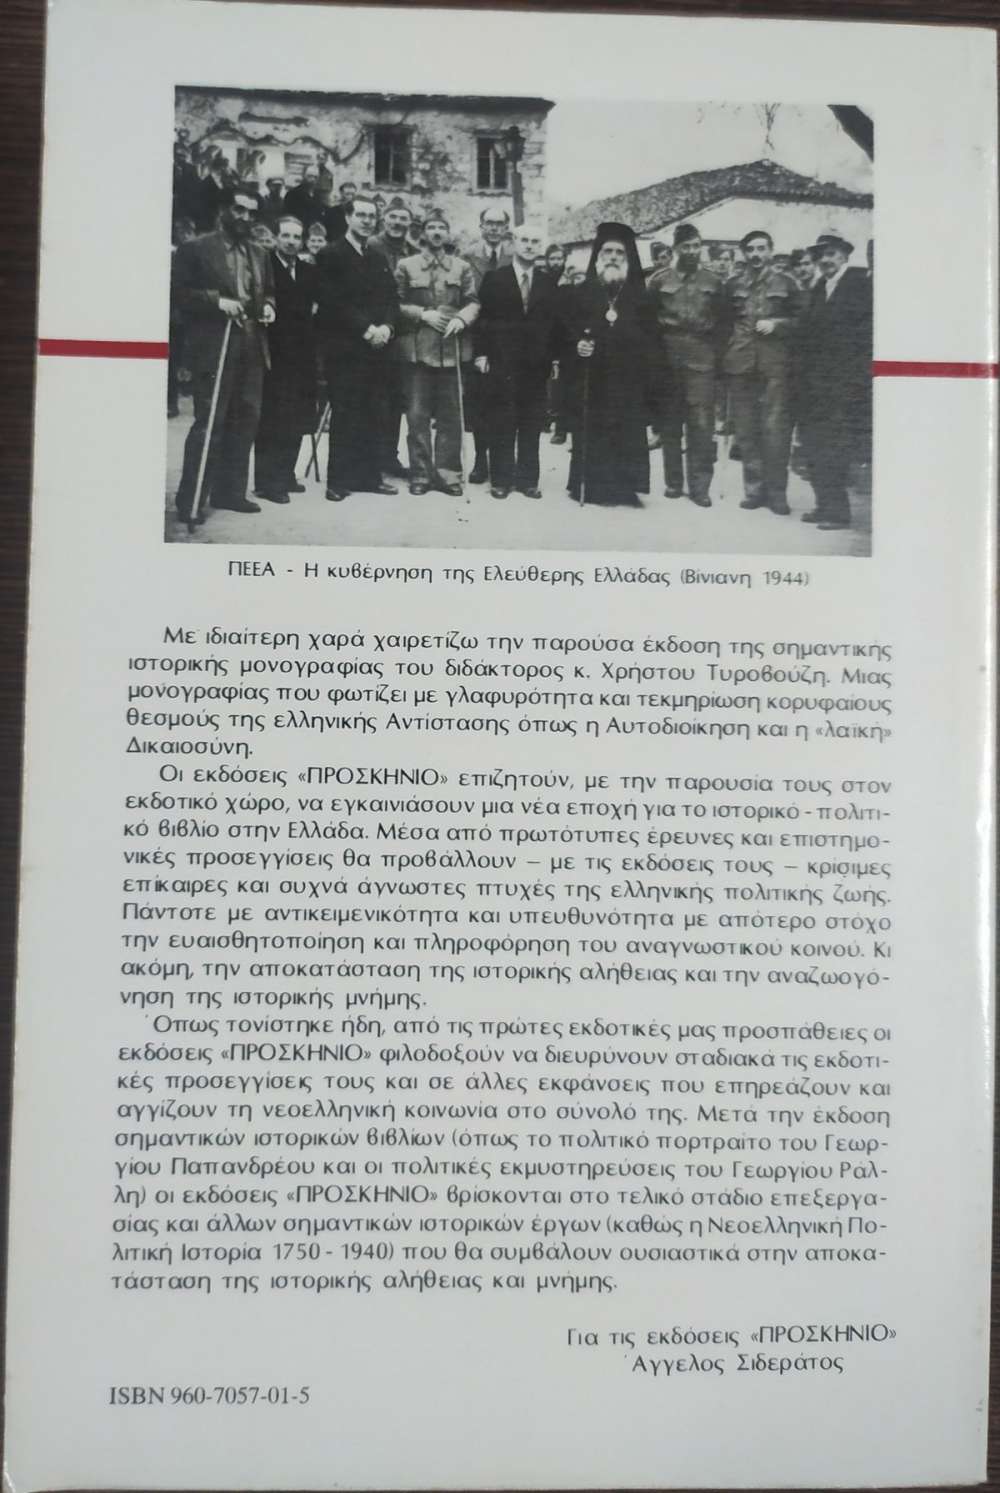 ΠΕΕΑ - Η κυβέρνηση της Ελεύθερης Ελλάδας (Βίνιανη 1944)
Με ιδιαίτερη χαρά χαιρετίζω την παρούσα έκδοση της σημαντικής
ιστορικής μονογραφίας του διδάκτορος κ. Χρήστου Τυροβούζη. Μιας
μονογραφίας που φωτίζει με γλαφυρότητα και τεκμηρίωση κορυφαίους
θεσμούς της ελληνικής Αντίστασης όπως η Αυτοδιοίκηση και η «λαϊκή»
Δικαιοσύνη.
Οι εκδόσεις «ΠΡΟΣΚΗΝΙΟ» επιζητούν, με την παρουσία τους στον
εκδοτικό χώρο, να εγκαινιάσουν μια νέα εποχή για το ιστορικό - πολιτι-
κό βιβλίο στην Ελλάδα. Μέσα από πρωτότυπες έρευνες και επιστημο-
νικές προσεγγίσεις θα προβάλλουν – με τις εκδόσεις τους – κρίσιμες
επίκαιρες και συχνά άγνωστες πτυχές της ελληνικής πολιτικής ζωής.
Πάντοτε με αντικειμενικότητα και υπευθυνότητα με απότερο στόχο
την ευαισθητοποίηση και πληροφόρηση του αναγνωστικού κοινού. Κι
ακόμη, την αποκατάσταση της ιστορικής αλήθειας και την αναζωογό-
νηση της ιστορικής μνήμης.
Όπως τονίστηκε ήδη, από τις πρώτες εκδοτικές μας προσπάθειες οι
εκδόσεις «ΠΡΟΣΚΗΝΙΟ» φιλοδοξούν να διευρύνουν σταδιακά τις εκδοτι-
κές προσεγγίσεις τους και σε άλλες εκφάνσεις που επηρεάζουν και
αγγίζουν τη νεοελληνική κοινωνία στο σύνολό της. Μετά την έκδοση
σημαντικών ιστορικών βιβλίων (όπως το πολιτικό πορτραίτο του Γεωρ-
γίου Παπανδρέου και οι πολιτικές εκμυστηρεύσεις του Γεωργίου Ράλ-
λη) οι εκδόσεις «ΠΡΟΣΚΗΝΙΟ» βρίσκονται στο τελικό στάδιο επεξεργα-
σίας και άλλων σημαντικών ιστορικών έργων (καθώς η Νεοελληνική Πο-
λιτική Ιστορία 1750 - 1940) που θα συμβάλουν ουσιαστικά στην αποκα-
τάσταση της ιστορικής αλήθειας και μνήμης.
Για τις εκδόσεις «ΠΡΟΣΚΗΝΙΟ»
Άγγελος Σιδεράτος
ISBN 960-7057-01-5